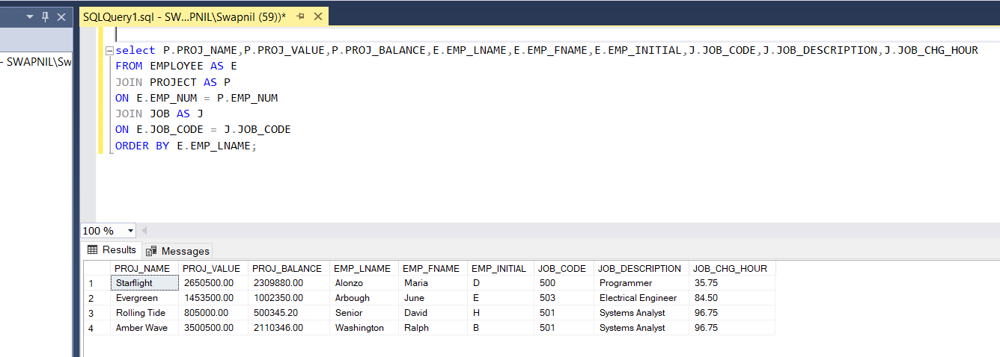 SQLQuery1.sql - SW...PNIL\Swapnil (59))*
- SWAPNIL\Sw
select P.PROJ_NAME,P.PROJ_VALUE,P.PROJ_BALANCE,E.EMP_LNAME,E.EMP_FNAME,E.EMP_INITIAL,J.JOB_CODE,J.JOB_DESCRIPTION,J.JOB_CHG_HOUR
FROM EMPLOYEE AS E
JOIN PROJECT AS P
ON E.EMP_NUM = P.EMP_NUM
JOIN JOB AS J
ON E.JOB_CODE = J.JOB_CODE
ORDER BY E.EMP_LNAME;
100 %
Results Messages
PROJ_NAME PROJ_VALUE PROJ_BALANCE EMP_LNAME EMP_FNAME EMP_INITIAL JOB_CODE JOB_DESCRIPTION JOB_CHG_HOUR
1 Starflight 2650500.00 2309880.00 Alonzo Maria D 500 Programmer 35.75
2 Evergreen 1453500.00 1002350.00 Arbough June E 503 Electrical Engineer 84.50
3 Rolling Tide 805000.00 500345.20 Senior David H 501 Systems Analyst 96.75
4 Amber Wave 3500500.00 2110346.00 Washington Ralph B 501 Systems Analyst 96.75